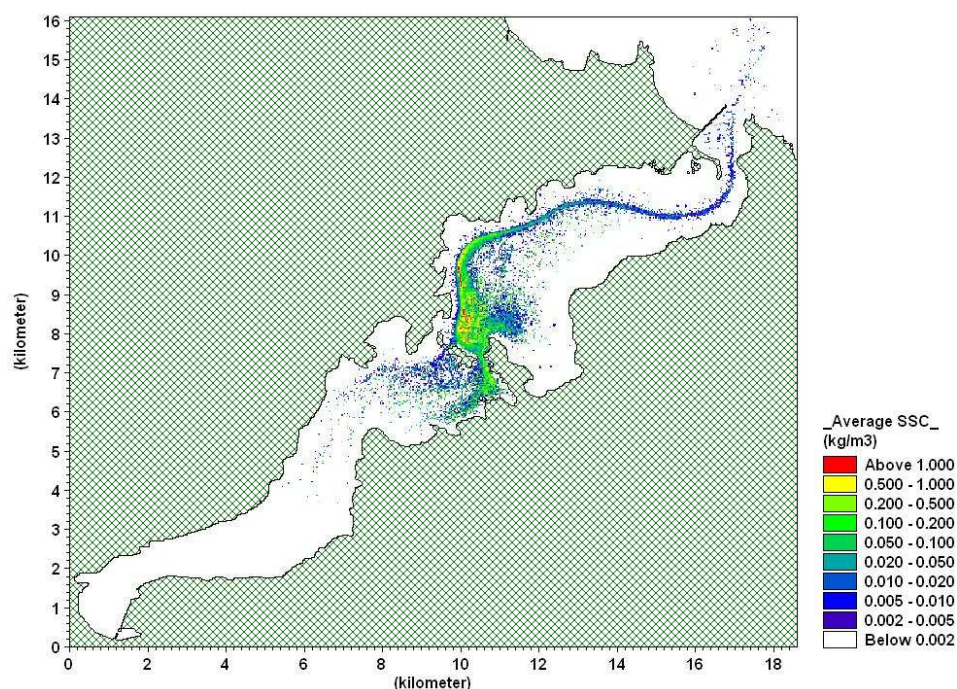 16
15
14
13
12
11
10
9
8
7
6
5
4
3
2
1
0
(kilometer)
0 2 4 6 8 10 12 14 16 18
(kilometer)
_Average SSC_
(kg/m3)
Above 1.000
0.500 - 1.000
0.200 - 0.500
0.100 - 0.200
0.050 - 0.100
0.020 - 0.050
0.010 - 0.020
0.005 - 0.010
0.002 - 0.005
Below 0.002